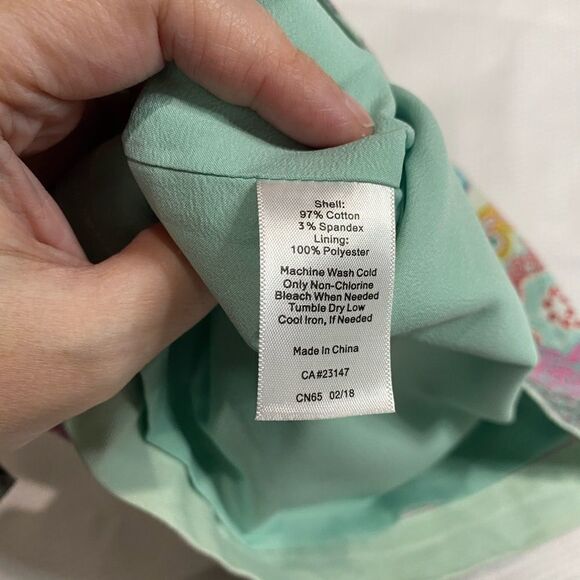 Shell:
97% Cotton
3% Spandex
Lining:
100% Polyester
Machine Wash Cold
Only Non-Chlorine
Bleach When Needed
Tumble Dry Low
Cool Iron, If Needed
Made In China
CA#23147
CN65 02/18